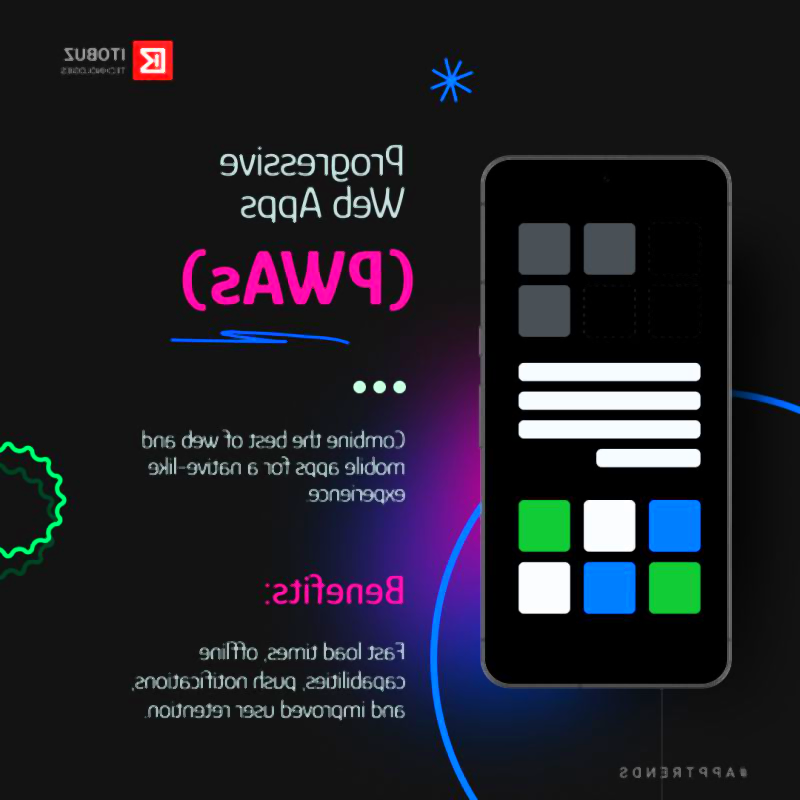 ITOBUZ
TECHNOLOGIES
Progressive
Web Apps
(PWAs)
Combine the best of web and
mobile apps for a native-like
experience.
Benefits:
Fast load times, offline
capabilities, push notifications,
and improved user retention.
#APPTRENDS